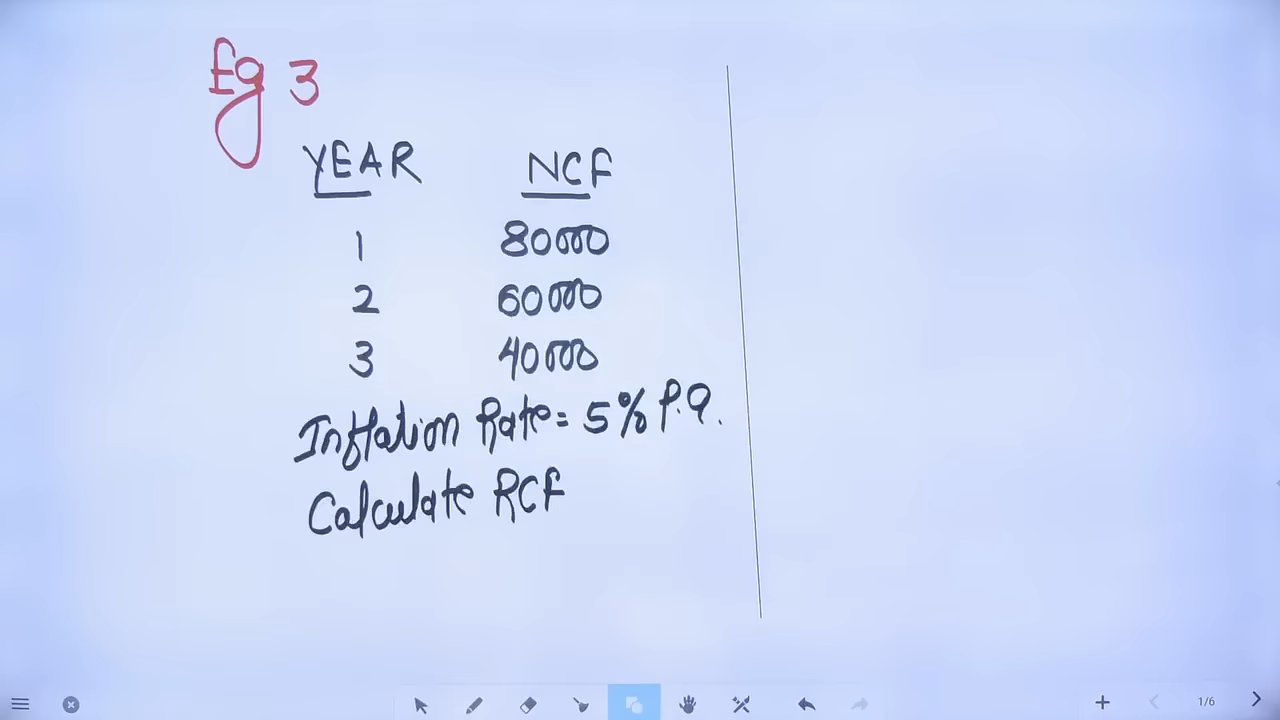 Eg 3
YEAR NCF
1 80000
2 60000
3 40000
Inflation Rate = 5% P.a.
Calculate RCF
1/6